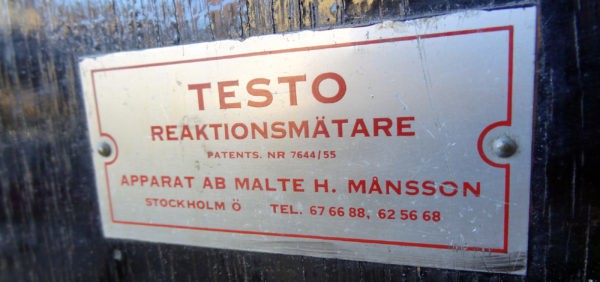 TESTO
REAKTIONSMÄTARE
PATENTS. NR 7644/55
APPARAT AB MALTE H. MÅNSSON
STOCKHOLM Ö TEL. 67 66 88, 62 56 68